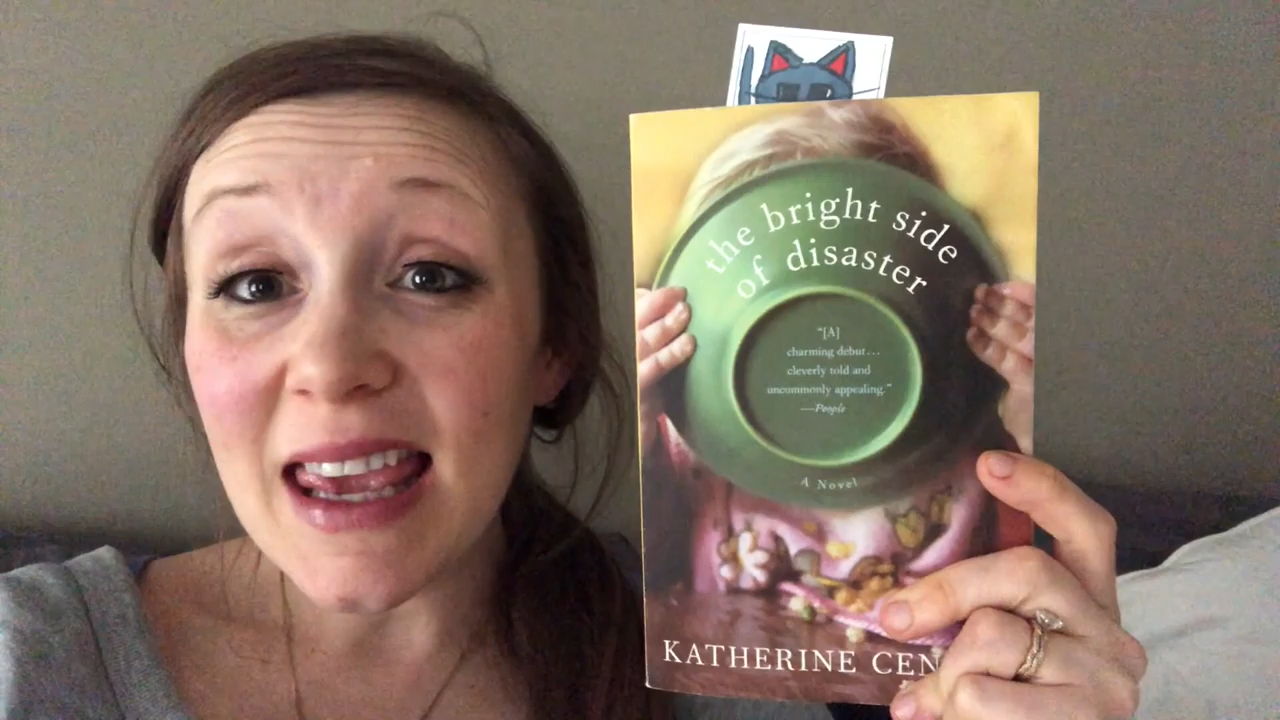 the bright side
of disaster
“[A]
charming debut...
cleverly told and
uncommonly appealing.”
—People
A Novel
KATHERINE CEN